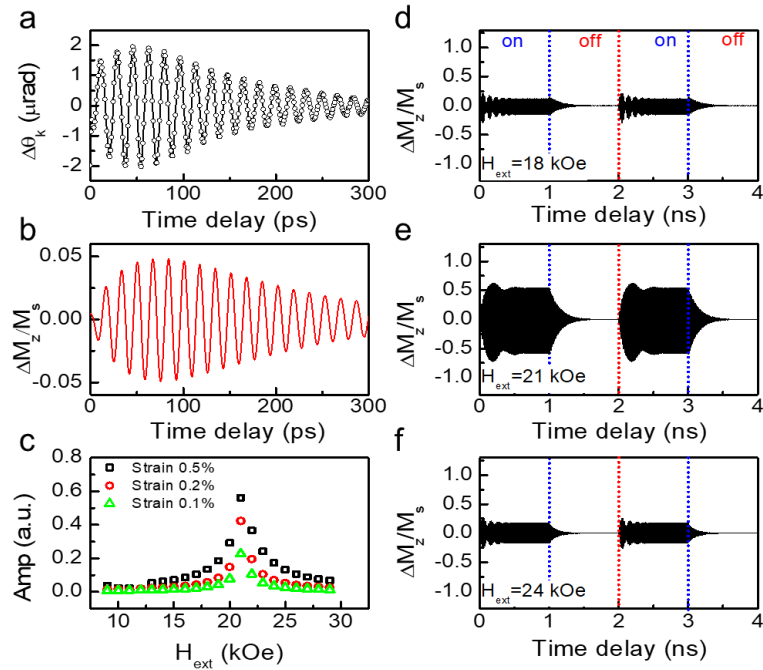 a
2
1
0
-1
-2
Δθk (μrad)
0 100 200 300
Time delay (ps)
b
0.05
0.00
-0.05
ΔMz/Ms
0 100 200 300
Time delay (ps)
c
0.8
0.6
0.4
0.2
0.0
Amp (a.u.)
Strain 0.5%
Strain 0.2%
Strain 0.1%
10 15 20 25 30
Hext (kOe)
d
on off on off
1.0
0.5
0.0
-0.5
-1.0
ΔMz/Ms
Hext=18 kOe
0 1 2 3 4
Time delay (ns)
e
1.0
0.5
0.0
-0.5
-1.0
ΔMz/Ms
Hext=21 kOe
0 1 2 3 4
Time delay (ns)
f
1.0
0.5
0.0
-0.5
-1.0
ΔMz/Ms
Hext=24 kOe
0 1 2 3 4
Time delay (ns)